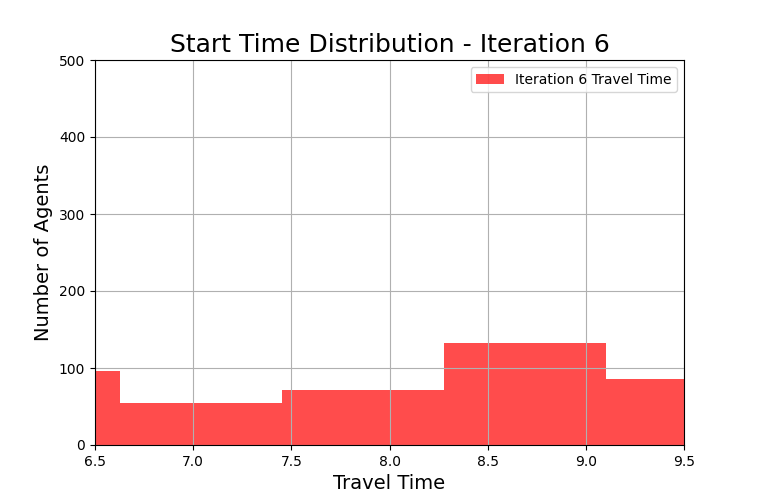 Start Time Distribution - Iteration 6
Iteration 6 Travel Time
500
400
300
200
100
0
Number of Agents
6.5 7.0 7.5 8.0 8.5 9.0 9.5
Travel Time